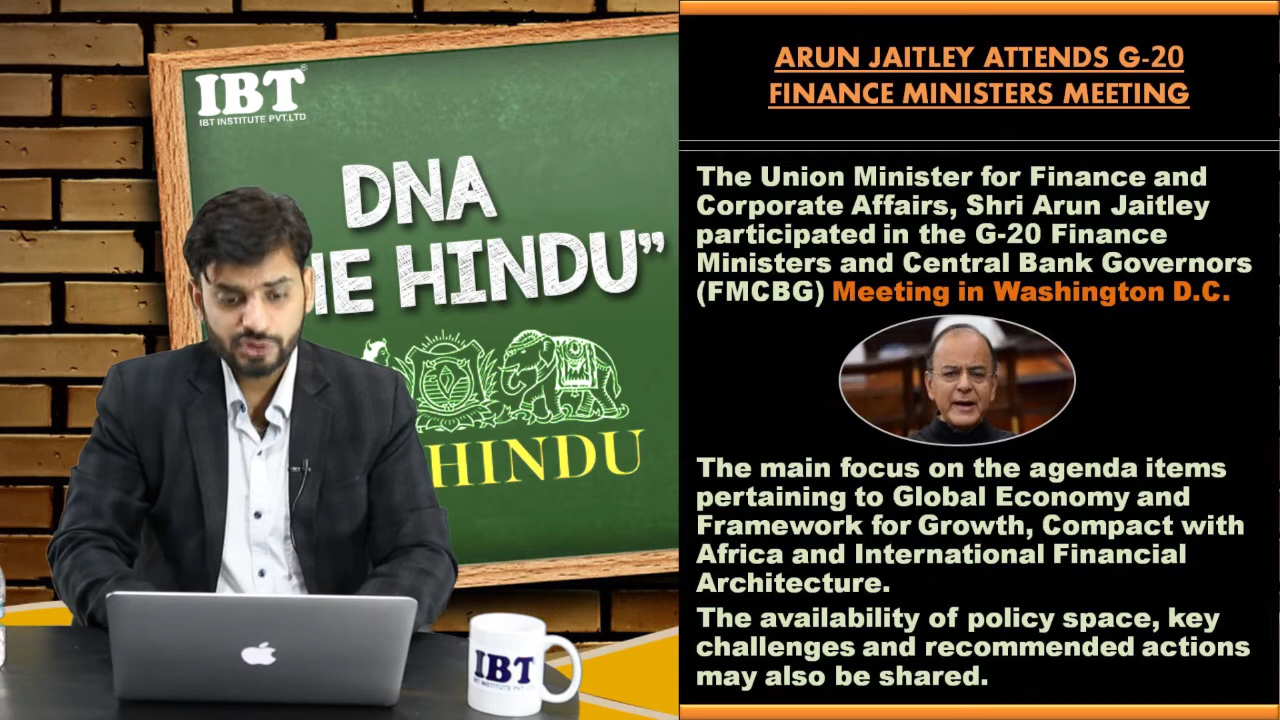 IBT
IBT INSTITUTE PVT.LTD
DNA
HINDU”
HINDU
IBT
ARUN JAITLEY ATTENDS G-20
FINANCE MINISTERS MEETING
The Union Minister for Finance and
Corporate Affairs, Shri Arun Jaitley
participated in the G-20 Finance
Ministers and Central Bank Governors
(FMCBG) Meeting in Washington D.C.
The main focus on the agenda items
pertaining to Global Economy and
Framework for Growth, Compact with
Africa and International Financial
Architecture.
The availability of policy space, key
challenges and recommended actions
may also be shared.